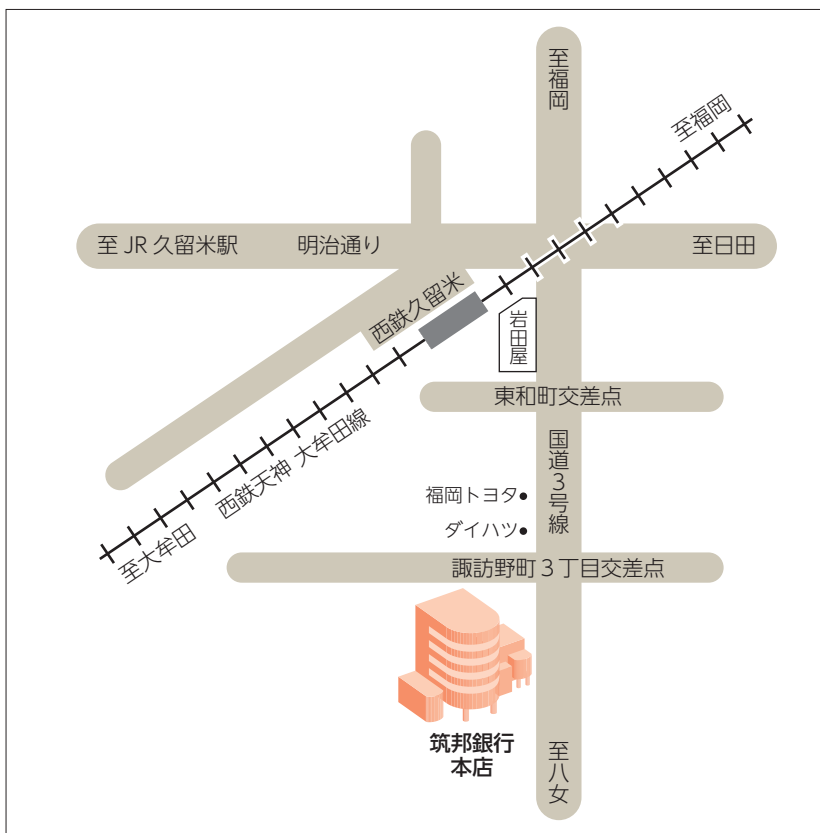 至福岡
至福岡
至 JR 久留米駅
明治通り
至日田
西鉄久留米
岩田屋
東和町交差点
西鉄天神 大牟田線
国道3号線
福岡トヨタ
ダイハツ
至大牟田
諏訪野町3丁目交差点
筑邦銀行
本店
至八女